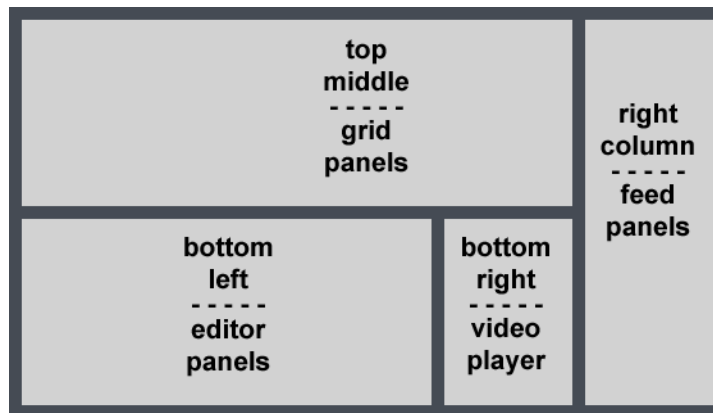 top
middle
- - - - -
grid
panels
right
column
- - - - -
feed
panels
bottom
left
- - - - -
editor
panels
bottom
right
- - - - -
video
player